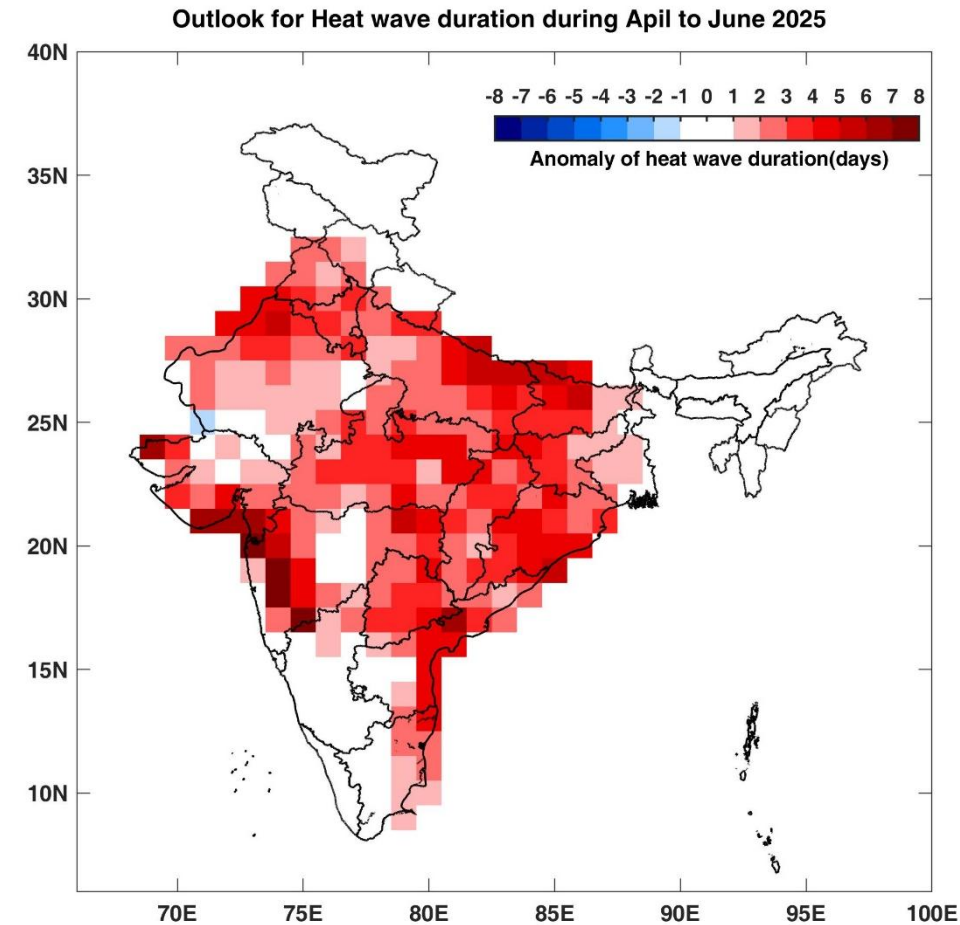 Outlook for Heat wave duration during Apil to June 2025
40N
-8 -7 -6 -5 -4 -3 -2 -1 0 1 2 3 4 5 6 7 8
Anomaly of heat wave duration(days)
35N
30N
25N
20N
15N
10N
70E 75E 80E 85E 90E 95E 100E